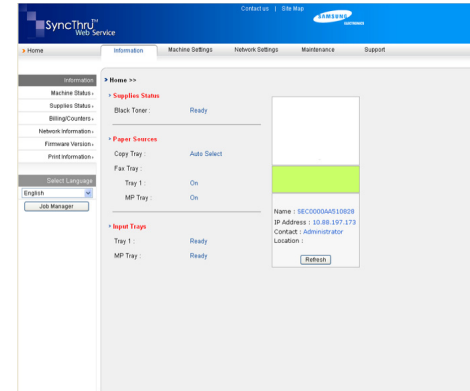 Contact us | Site Map
SyncThru™
Web Service
SAMSUNG
ELECTRONICS
Home
Information
Machine Settings
Network Settings
Maintenance
Support
Information
Machine Status
Supplies Status
Billing/Counters
Network Information
Firmware Version
Print Information
Select Language
English
Job Manager
Home >>
Supplies Status
Black Toner : Ready
Paper Sources
Copy Tray : Auto Select
Fax Tray :
Tray 1 : On
MP Tray : On
Input Trays
Tray 1 : Ready
MP Tray : Ready
Name : SEC0000AA510828
IP Address : 10.88.197.173
Contact : Administrator
Location :
Refresh